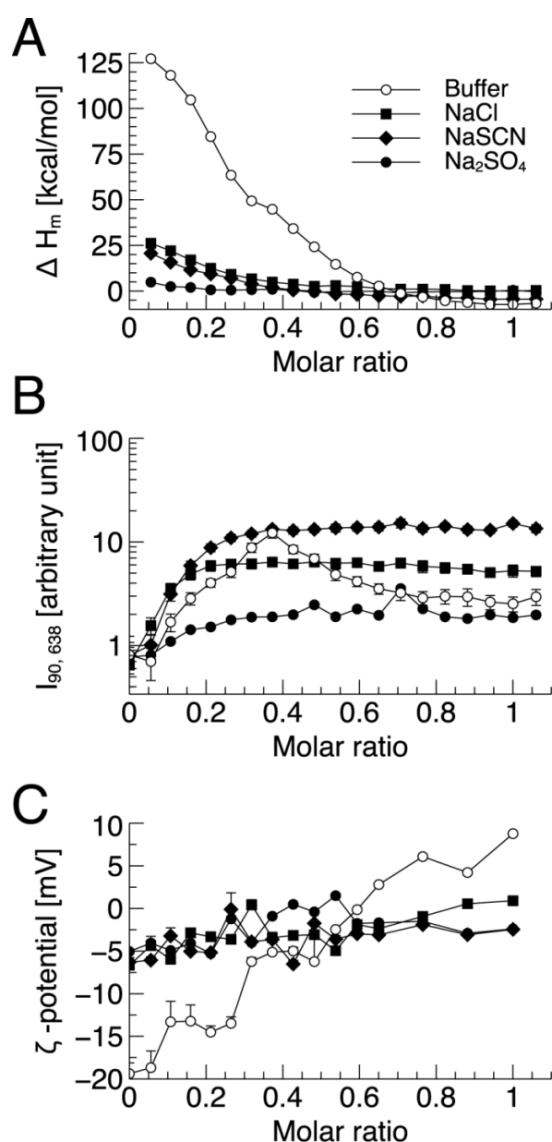 A
125
100
75
50
25
0
Δ Hm [kcal/mol]
Buffer
NaCl
NaSCN
Na₂SO₄
0 0.2 0.4 0.6 0.8 1
Molar ratio
B
100
10
1
I90, 638 [arbitrary unit]
0 0.2 0.4 0.6 0.8 1
Molar ratio
C
10
5
0
−5
−10
−15
−20
ζ -potential [mV]
0 0.2 0.4 0.6 0.8 1
Molar ratio